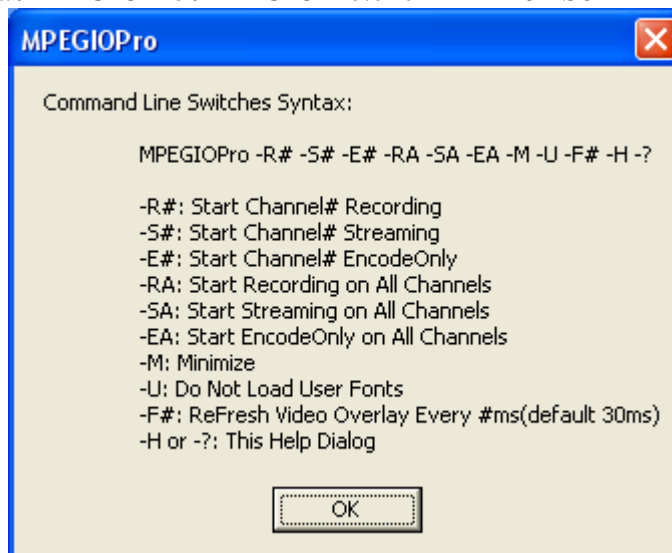 MPEGIOPro
Command Line Switches Syntax:
MPEGIOPro -R# -S# -E# -RA -SA -EA -M -U -F# -H -?
-R#: Start Channel# Recording
-S#: Start Channel# Streaming
-E#: Start Channel# EncodeOnly
-RA: Start Recording on All Channels
-SA: Start Streaming on All Channels
-EA: Start EncodeOnly on All Channels
-M: Minimize
-U: Do Not Load User Fonts
-F#: ReFresh Video Overlay Every #ms(default 30ms)
-H or -?: This Help Dialog
OK